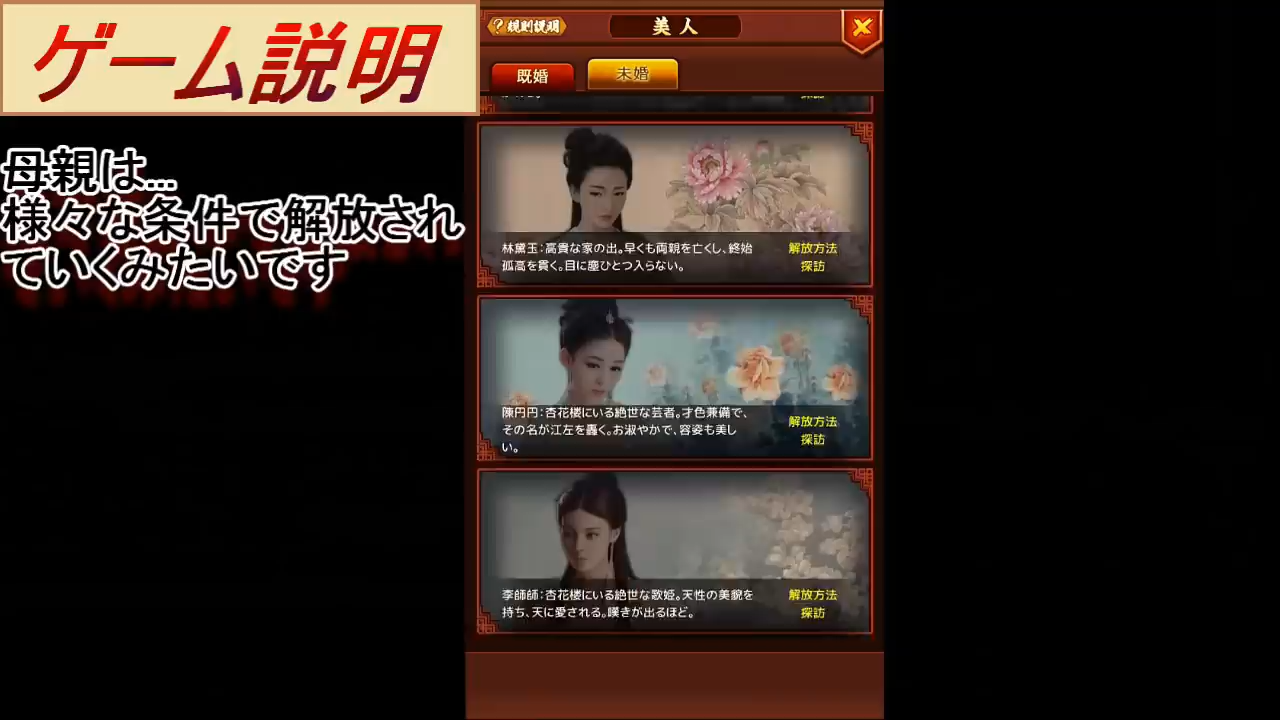 ゲーム説明
母親は...
様々な条件で解放され
ていくみたいです
?規則説明
美人
既婚
未婚
林黛玉：高貴な家の出。早くも両親を亡くし、終始
孤高を貫く。目に塵ひとつ入らない。
解放方法
探訪
陳円円：杏花楼にいる絶世な芸者。才色兼備で、
その名が江左を轟く。お淑やかで、容姿も美し
い。
解放方法
探訪
李師師：杏花楼にいる絶世な歌姫。天性の美貌を
持ち、天に愛される。嘆きが出るほど。
解放方法
探訪